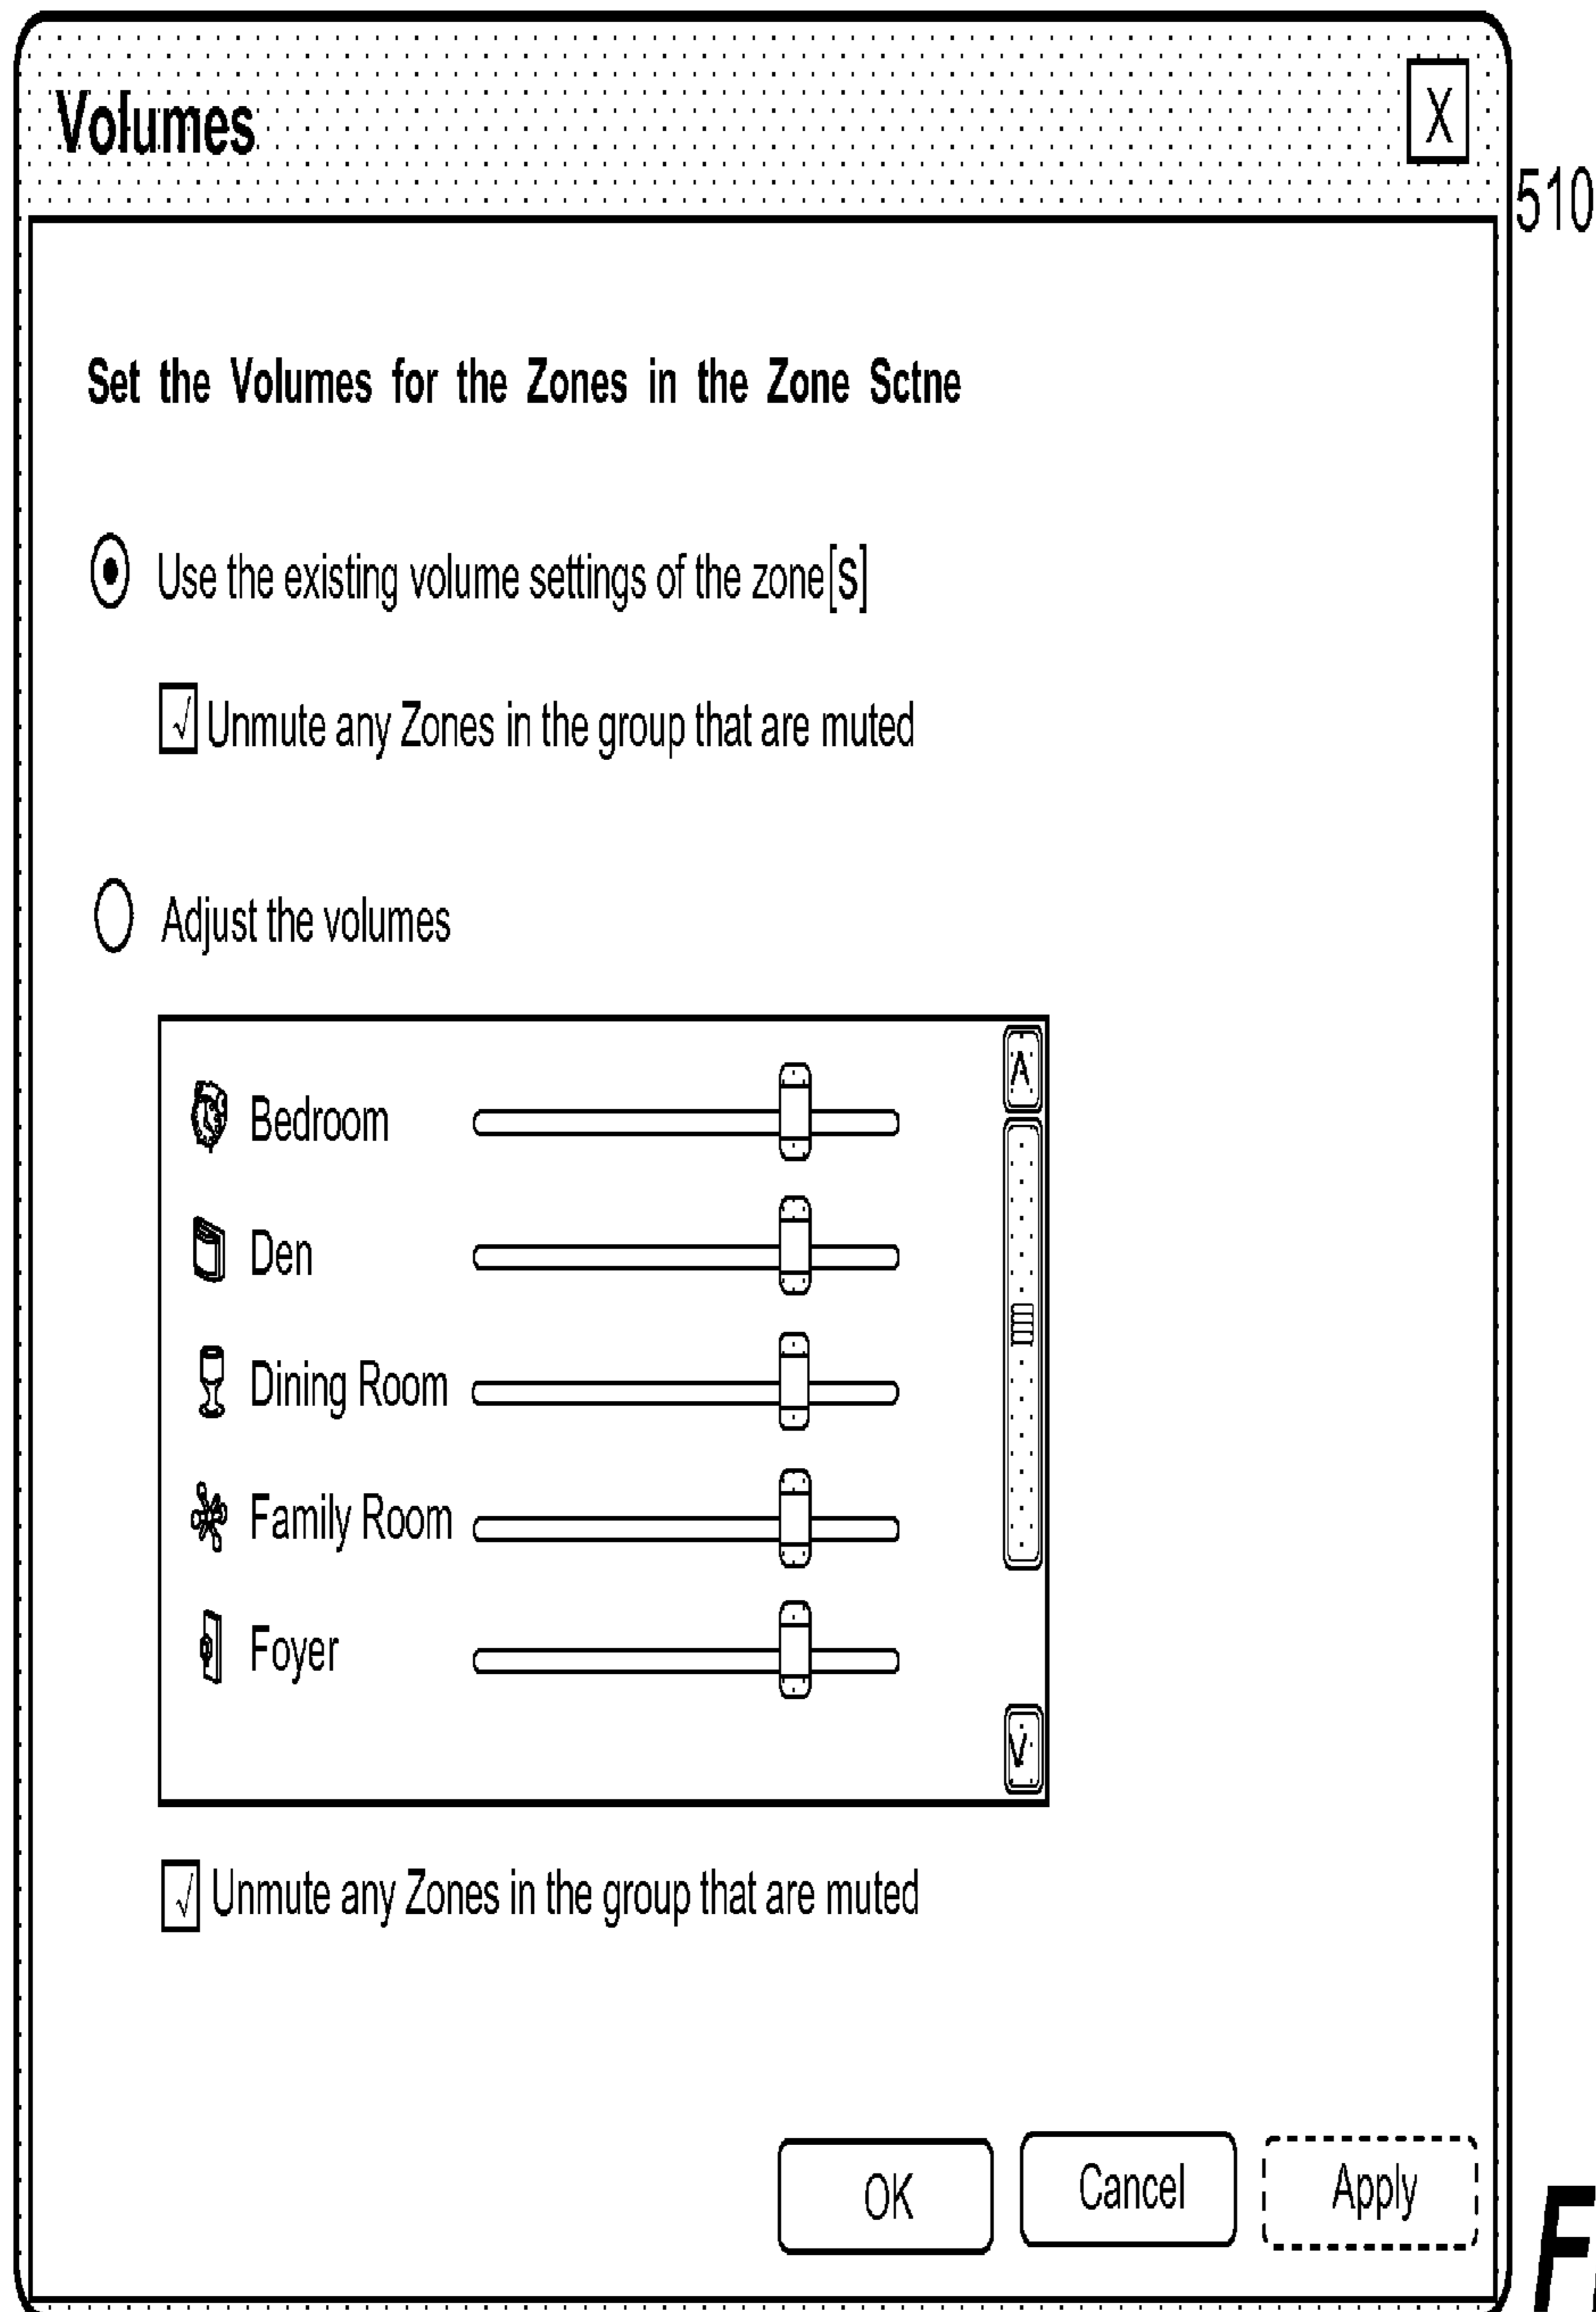 Volumes
X
510
Set the Volumes for the Zones in the Zone Sctne
Use the existing volume settings of the zone[s]
√ Unmute any Zones in the group that are muted
Adjust the volumes
Bedroom
Den
Dining Room
Family Room
Foyer
√ Unmute any Zones in the group that are muted
OK Cancel Apply
F